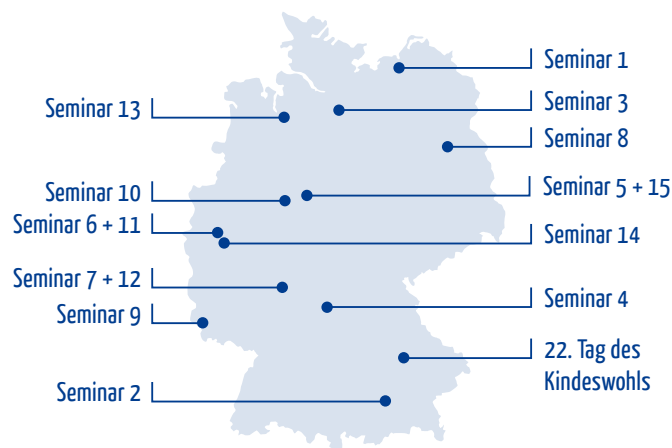 Seminar 13
Seminar 10
Seminar 6 + 11
Seminar 7 + 12
Seminar 9
Seminar 2
Seminar 1
Seminar 3
Seminar 8
Seminar 5 + 15
Seminar 14
Seminar 4
22. Tag des
Kindeswohls